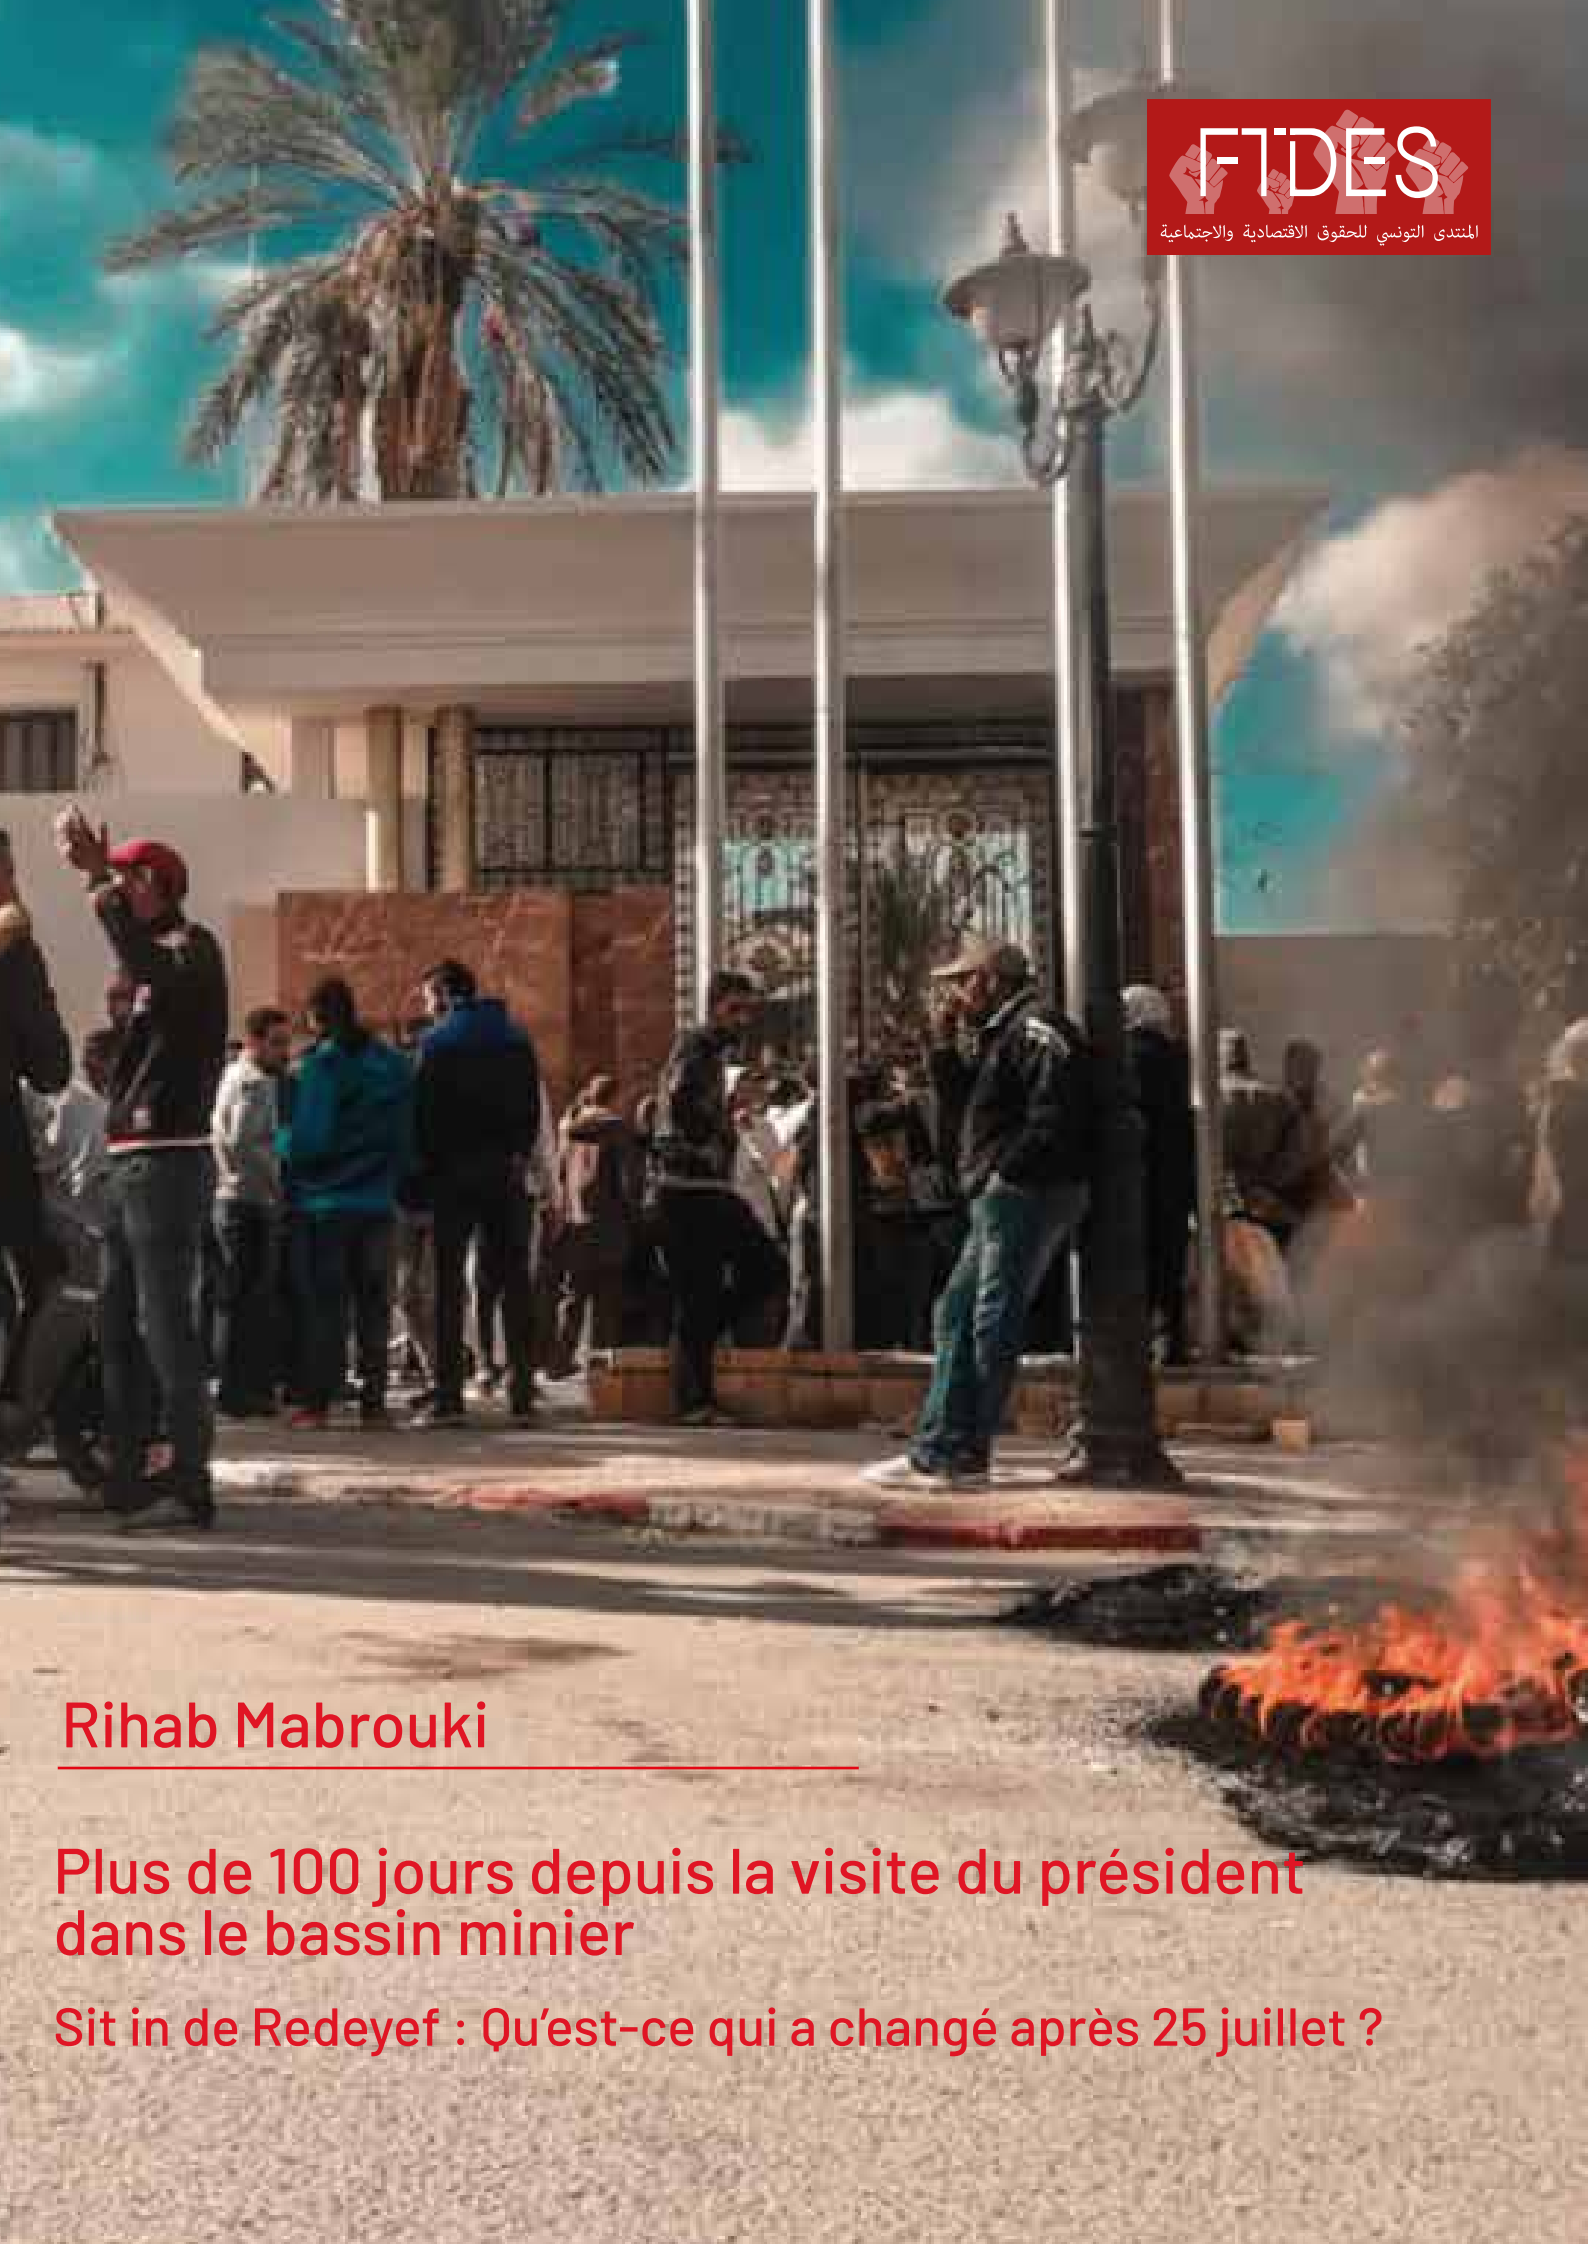 FTDES
المنتدى التونسي للحقوق الاقتصادية والاجتماعية
Rihab Mabrouki
Plus de 100 jours depuis la visite du président
dans le bassin minier
Sit in de Redeyef : Qu’est-ce qui a changé après 25 juillet ?